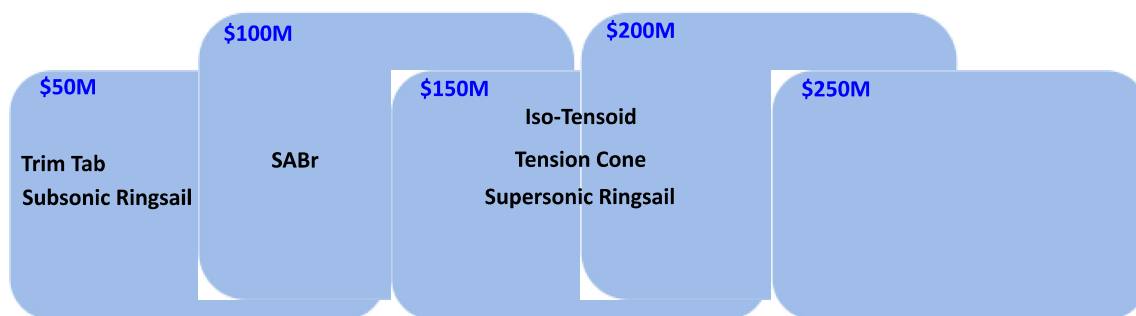 $50M
Trim Tab
Subsonic Ringsail
$100M
SABr
$150M
$200M
Iso-Tensoid
Tension Cone
Supersonic Ringsail
$250M